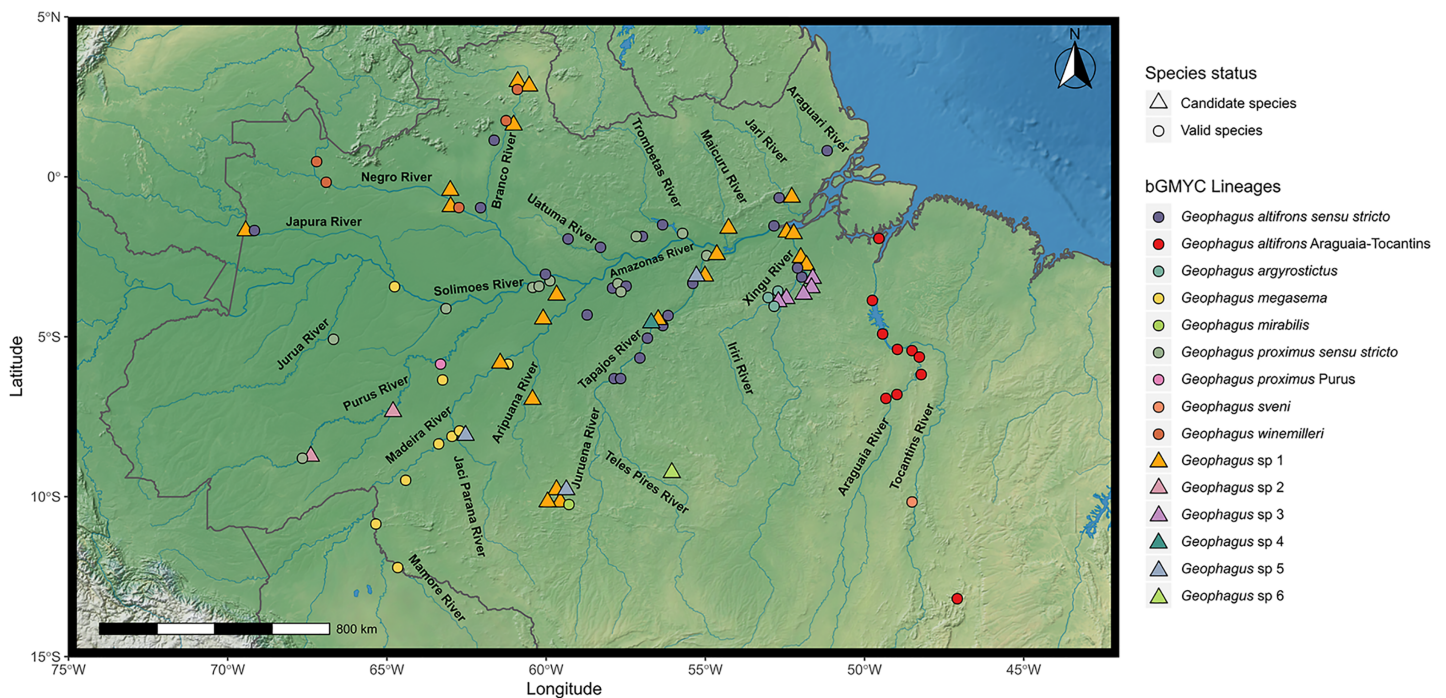 5°N
0°
5°S
10°S
15°S
Latitude
75°W
70°W
65°W
60°W
55°W
50°W
45°W
Longitude
N
Araguari River
Jari River
Maicuru River
Trombetas River
Branco River
Negro River
Uatuma River
Japura River
Amazonas River
Solimoes River
Xingu River
Jurua River
Tapajos River
Iriri River
Purus River
Aripuana River
Madeira River
Juruena River
Teles Pires River
Araguaia River
Tocantins River
Jaci Parana River
Mamore River
800 km
Species status
Candidate species
Valid species
bGMYC Lineages
Geophagus altifrons sensu stricto
Geophagus altifrons Araguaia-Tocantins
Geophagus argyrostictus
Geophagus megasema
Geophagus mirabilis
Geophagus proximus sensu stricto
Geophagus proximus Purus
Geophagus sveni
Geophagus winemilleri
Geophagus sp 1
Geophagus sp 2
Geophagus sp 3
Geophagus sp 4
Geophagus sp 5
Geophagus sp 6